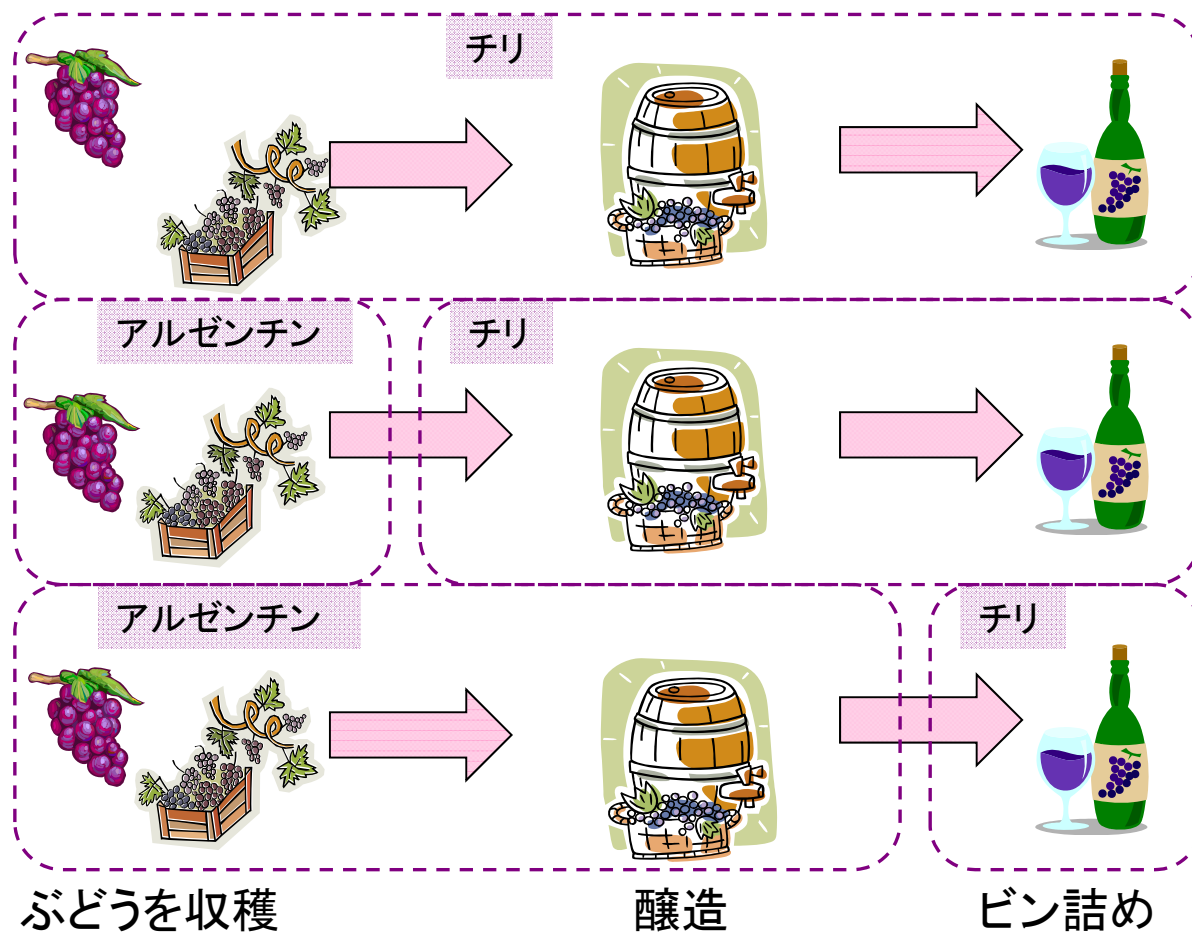 チリ
アルゼンチン
チリ
アルゼンチン
チリ
ぶどうを収穫
醸造
ビン詰め